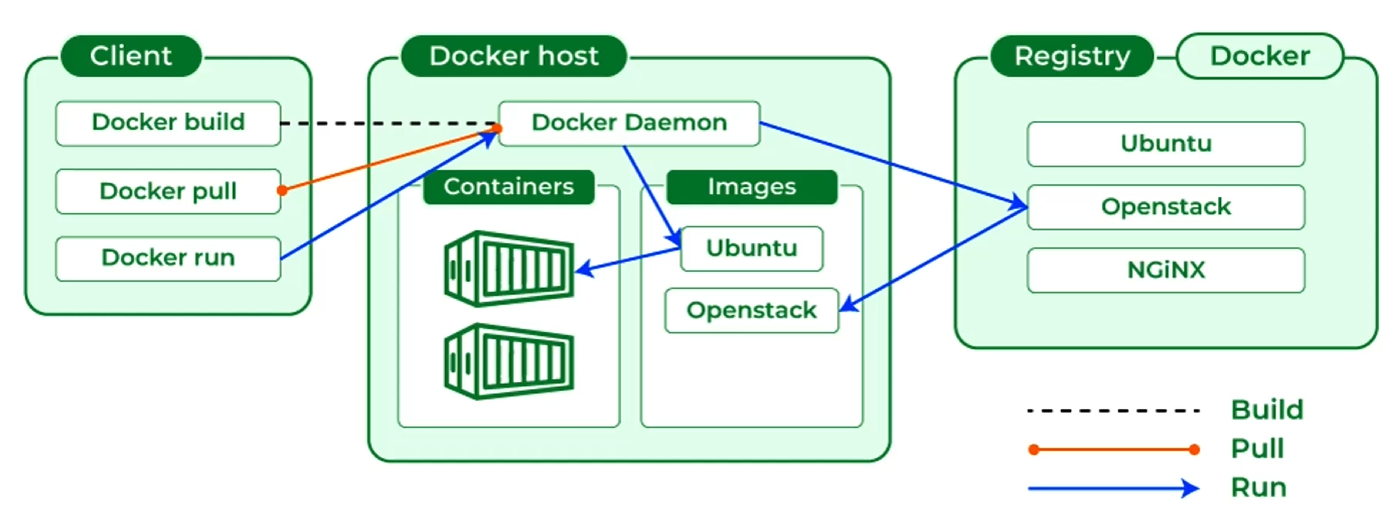 Client
Docker build
Docker pull
Docker run
Docker host
Docker Daemon
Containers
Images
Ubuntu
Openstack
Registry
Docker
Ubuntu
Openstack
NGiNX
Build
Pull
Run